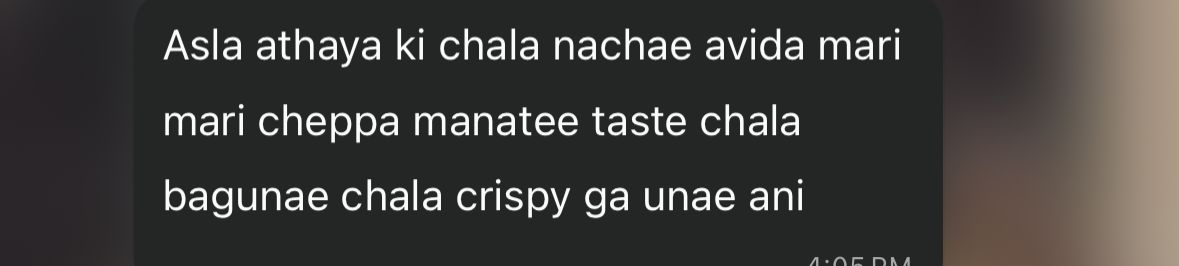 Asla athaya ki chala nachae avida mari
mari cheppa manatee taste chala
bagunae chala crispy ga unae ani
4:05 PM